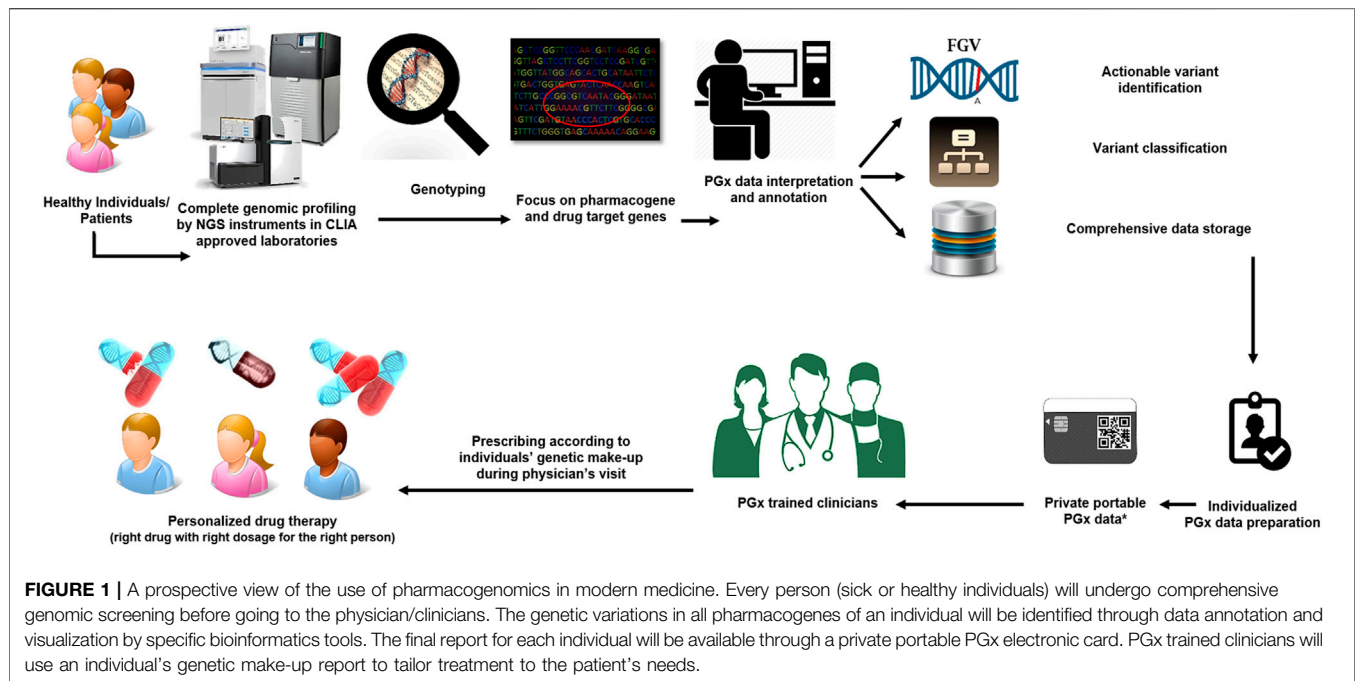 FGV
A
Actionable variant
identification
Variant classification
Comprehensive data storage
Healthy Individuals/
Patients
Complete genomic profiling
by NGS instruments in CLIA
approved laboratories
Genotyping
Focus on pharmacogene
and drug target genes
PGx data interpretation
and annotation
Individualized
PGx data preparation
Private portable
PGx data*
PGx trained clinicians
Prescribing according to
individuals' genetic make-up
during physician's visit
Personalized drug therapy
(right drug with right dosage for the right person)
FIGURE 1 | A prospective view of the use of pharmacogenomics in modern medicine. Every person (sick or healthy individuals) will undergo comprehensive
genomic screening before going to the physician/clinicians. The genetic variations in all pharmacogenes of an individual will be identified through data annotation and
visualization by specific bioinformatics tools. The final report for each individual will be available through a private portable PGx electronic card. PGx trained clinicians will
use an individual's genetic make-up report to tailor treatment to the patient's needs.